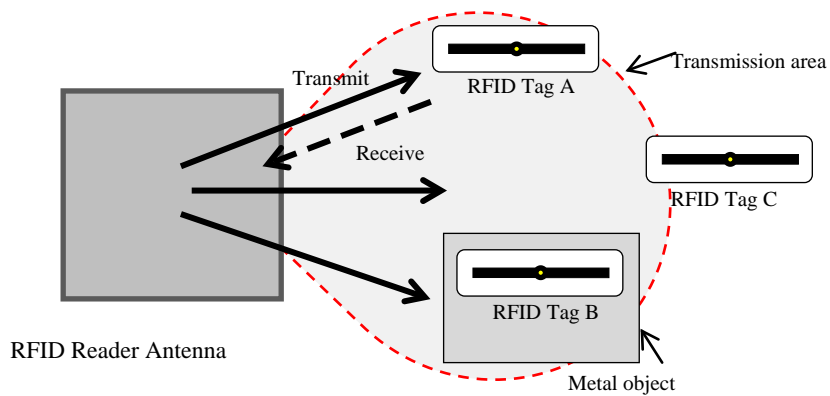 Transmit
RFID Tag A
Transmission area
Receive
RFID Tag C
RFID Tag B
RFID Reader Antenna
Metal object